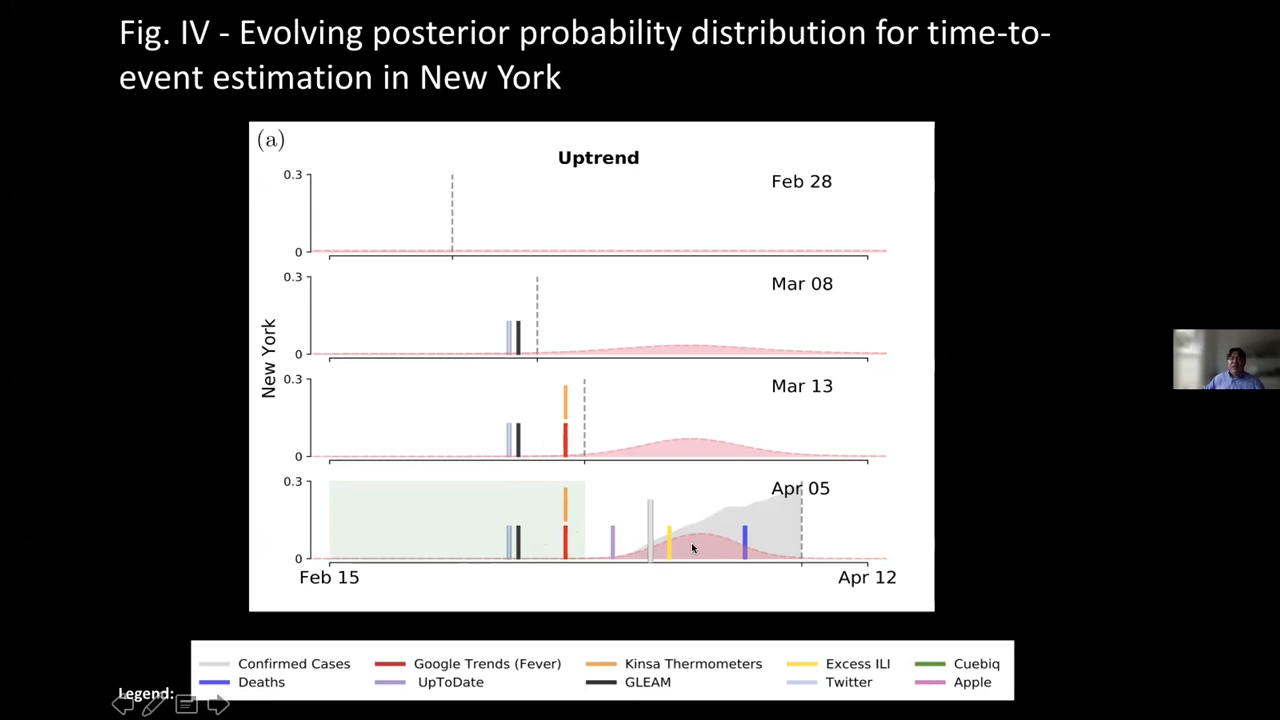 Fig. IV - Evolving posterior probability distribution for time-to-
event estimation in New York
(a)
Uptrend
0.3
Feb 28
0
0.3
Mar 08
0
New York
0.3
Mar 13
0
0.3
Apr 05
0
Feb 15
Apr 12
Confirmed Cases
Google Trends (Fever)
Kinsa Thermometers
Excess ILI
Cuebiq
Deaths
UpToDate
GLEAM
Twitter
Apple
Legend: